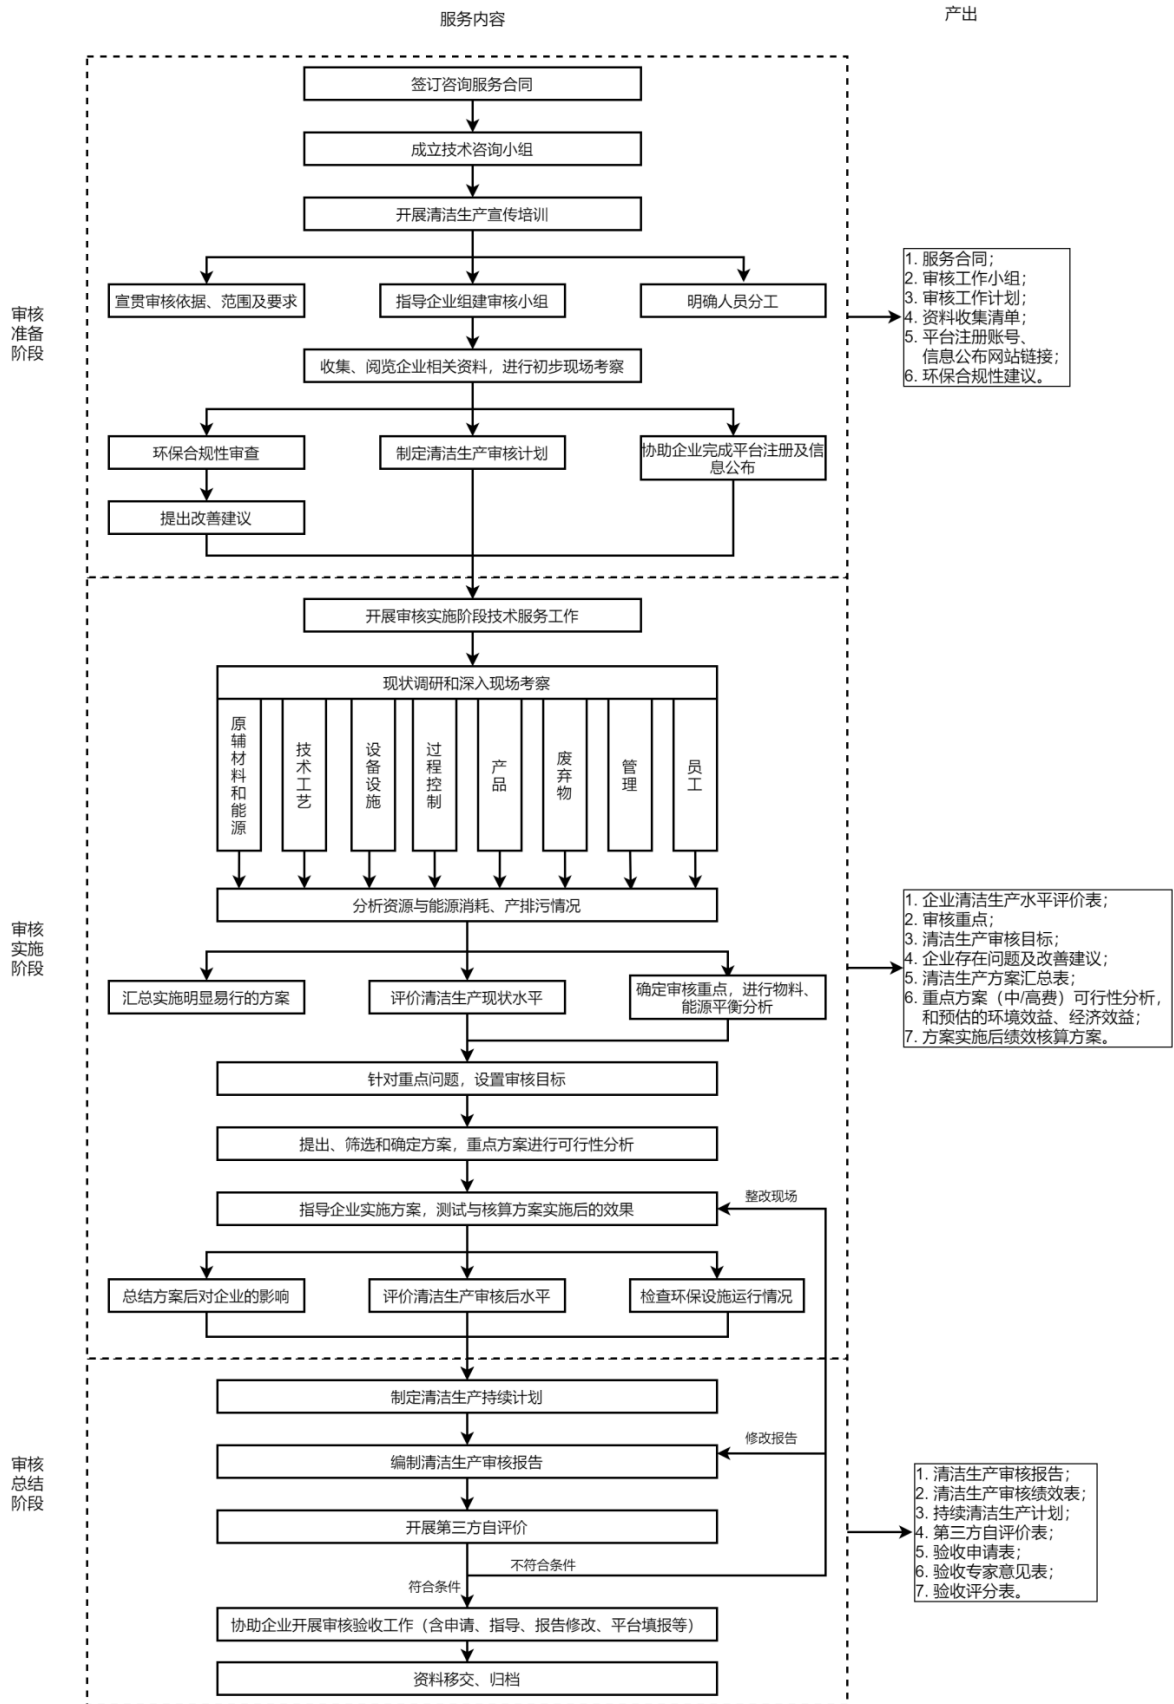 服务内容
产出
签订咨询服务合同
成立技术咨询小组
开展清洁生产宣传培训
宣贯审核依据、范围及要求
指导企业组建审核小组
明确人员分工
收集、阅览企业相关资料，进行初步现场考察
环保合规性审查
制定清洁生产审核计划
协助企业完成平台注册及信
息公布
提出改善建议
审核
准备
阶段
1. 服务合同；
2. 审核工作小组；
3. 审核工作计划；
4. 资料收集清单；
5. 平台注册账号、
信息公布网站链接；
6. 环保合规性建议。
开展审核实施阶段技术服务工作
现状调研和深入现场考察
原辅材料和能源
技术工艺
设备设施
过程控制
产品
废弃物
管理
员工
分析资源与能源消耗、产排污情况
汇总实施明显易行的方案
评价清洁生产现状水平
确定审核重点，进行物料、
能源平衡分析
针对重点问题，设置审核目标
提出、筛选和确定方案，重点方案进行可行性分析
整改现场
指导企业实施方案，测试与核算方案实施后的效果
总结方案后对企业的影响
评价清洁生产审核后水平
检查环保设施运行情况
审核
实施
阶段
1. 企业清洁生产水平评价表；
2. 审核重点；
3. 清洁生产审核目标；
4. 企业存在问题及改善建议；
5. 清洁生产方案汇总表；
6. 重点方案（中/高费）可行性分析，
和预估的环境效益、经济效益；
7. 方案实施后绩效核算方案。
制定清洁生产持续计划
修改报告
编制清洁生产审核报告
开展第三方自评价
不符合条件
符合条件
协助企业开展审核验收工作（含申请、指导、报告修改、平台填报等）
资料移交、归档
审核
总结
阶段
1. 清洁生产审核报告；
2. 清洁生产审核绩效表；
3. 持续清洁生产计划；
4. 第三方自评价表；
5. 验收申请表；
6. 验收专家意见表；
7. 验收评分表。